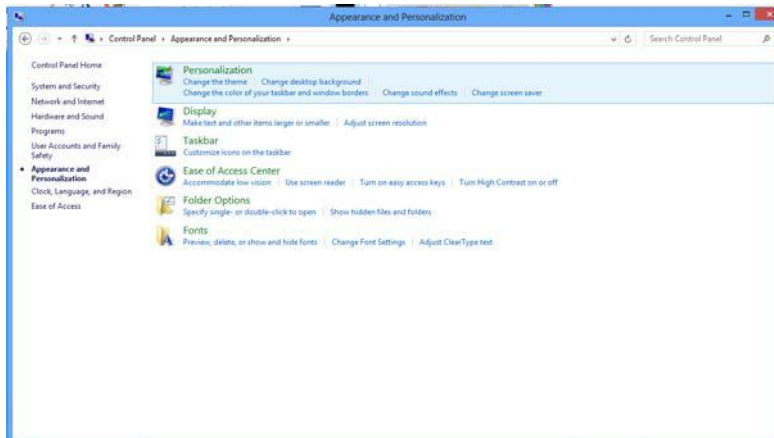 Appearance and Personalization
Control Panel ▸ Appearance and Personalization ▸
Search Control Panel
Control Panel Home
System and Security
Network and Internet
Hardware and Sound
Programs
User Accounts and Family
Safety
Appearance and
Personalization
Clock, Language, and Region
Ease of Access
Personalization
Change the theme | Change desktop background
Change the color of your taskbar and window borders | Change sound effects | Change screen saver
Display
Make text and other items larger or smaller | Adjust screen resolution
Taskbar
Customize icons on the taskbar
Ease of Access Center
Accommodate low vision | Use screen reader | Turn on easy access keys | Turn High Contrast on or off
Folder Options
Specify single- or double-click to open | Show hidden files and folders
Fonts
Preview, delete, or show and hide fonts | Change Font Settings | Adjust ClearType text